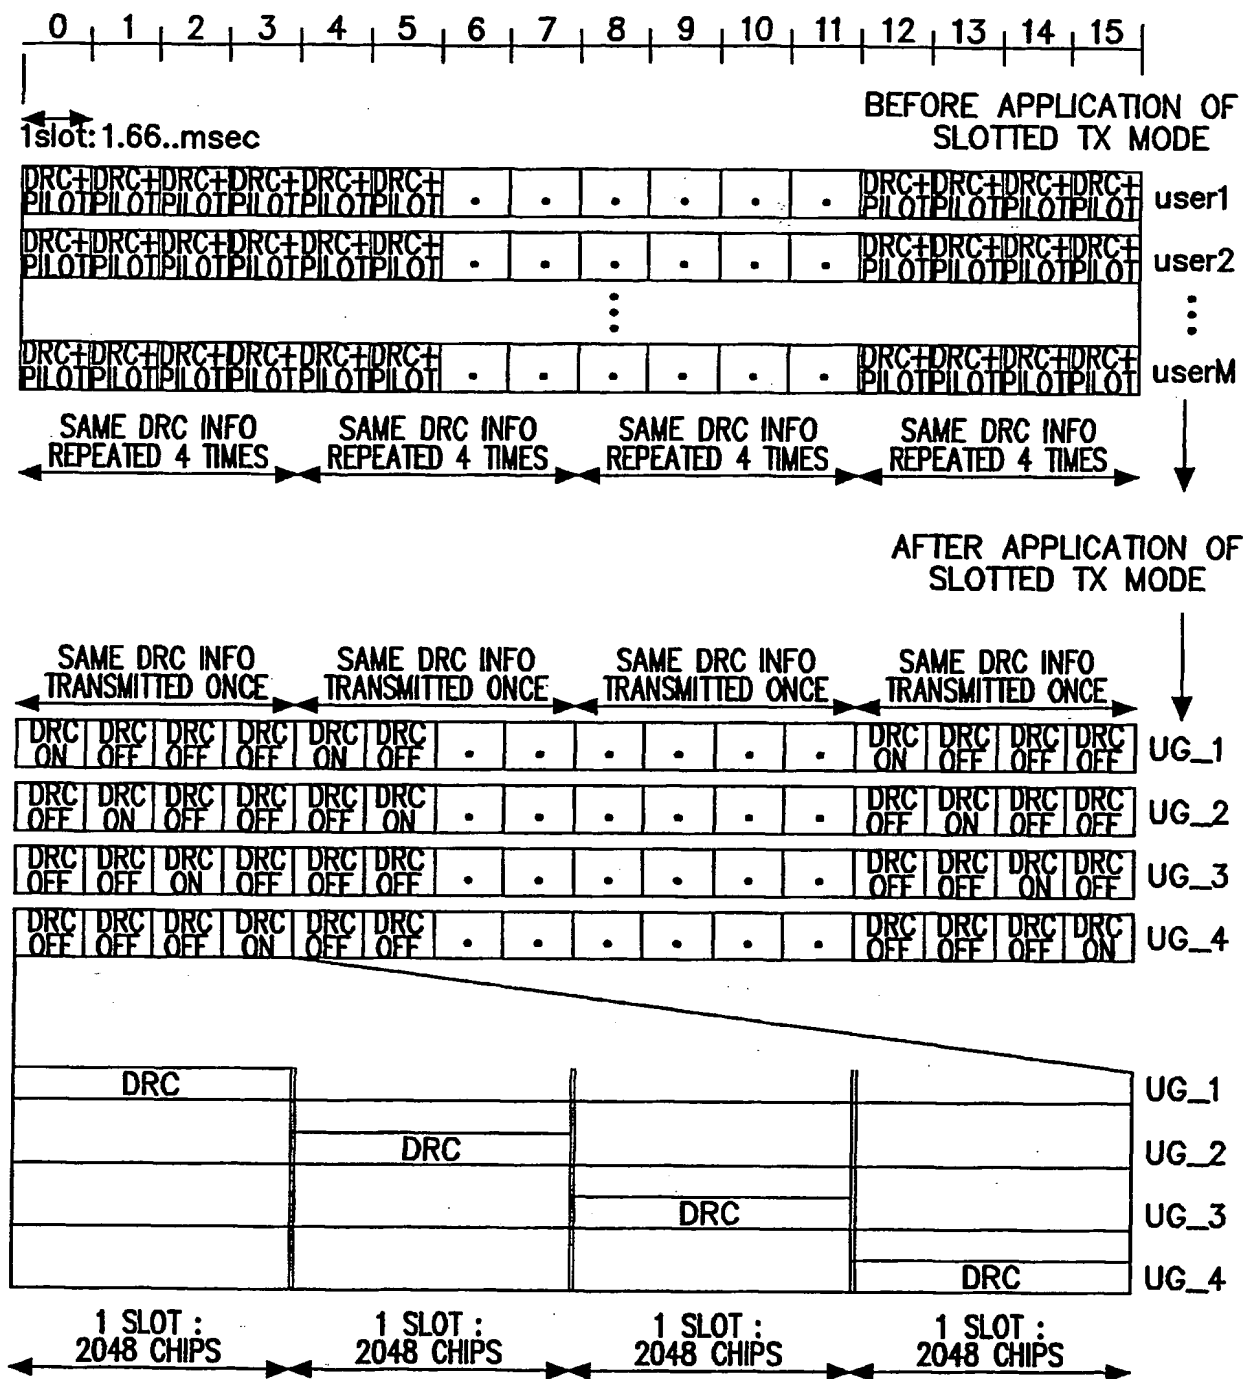 0 1 2 3 4 5 6 7 8 9 10 11 12 13 14 15
1slot: 1.66..msec
BEFORE APPLICATION OF
SLOTTED TX MODE
DRC+ DRC+ DRC+ DRC+ DRC+ DRC+ DRC+ DRC+ DRC+ DRC+
PILOT PILOT PILOT PILOT PILOT PILOT . . . . . . PILOT PILOT PILOT PILOT user1
DRC+ DRC+ DRC+ DRC+ DRC+ DRC+ DRC+ DRC+ DRC+ DRC+
PILOT PILOT PILOT PILOT PILOT PILOT . . . . . . PILOT PILOT PILOT PILOT user2
DRC+ DRC+ DRC+ DRC+ DRC+ DRC+ DRC+ DRC+ DRC+ DRC+
PILOT PILOT PILOT PILOT PILOT PILOT . . . . . . PILOT PILOT PILOT PILOT userM
SAME DRC INFO SAME DRC INFO SAME DRC INFO SAME DRC INFO
REPEATED 4 TIMES REPEATED 4 TIMES REPEATED 4 TIMES REPEATED 4 TIMES
AFTER APPLICATION OF
SLOTTED TX MODE
SAME DRC INFO SAME DRC INFO SAME DRC INFO SAME DRC INFO
TRANSMITTED ONCE TRANSMITTED ONCE TRANSMITTED ONCE TRANSMITTED ONCE
DRC DRC DRC DRC DRC DRC DRC DRC DRC DRC
ON OFF OFF OFF ON OFF . . . . . . ON OFF OFF OFF UG_1
DRC DRC DRC DRC DRC DRC DRC DRC DRC DRC
OFF ON OFF OFF OFF ON . . . . . . OFF ON OFF OFF UG_2
DRC DRC DRC DRC DRC DRC DRC DRC DRC DRC
OFF OFF ON OFF OFF OFF . . . . . . OFF OFF ON OFF UG_3
DRC DRC DRC DRC DRC DRC DRC DRC DRC DRC
OFF OFF OFF ON OFF OFF . . . . . . OFF OFF OFF ON UG_4
DRC UG_1
DRC UG_2
DRC UG_3
DRC UG_4
1 SLOT : 1 SLOT : 1 SLOT : 1 SLOT :
2048 CHIPS 2048 CHIPS 2048 CHIPS 2048 CHIPS